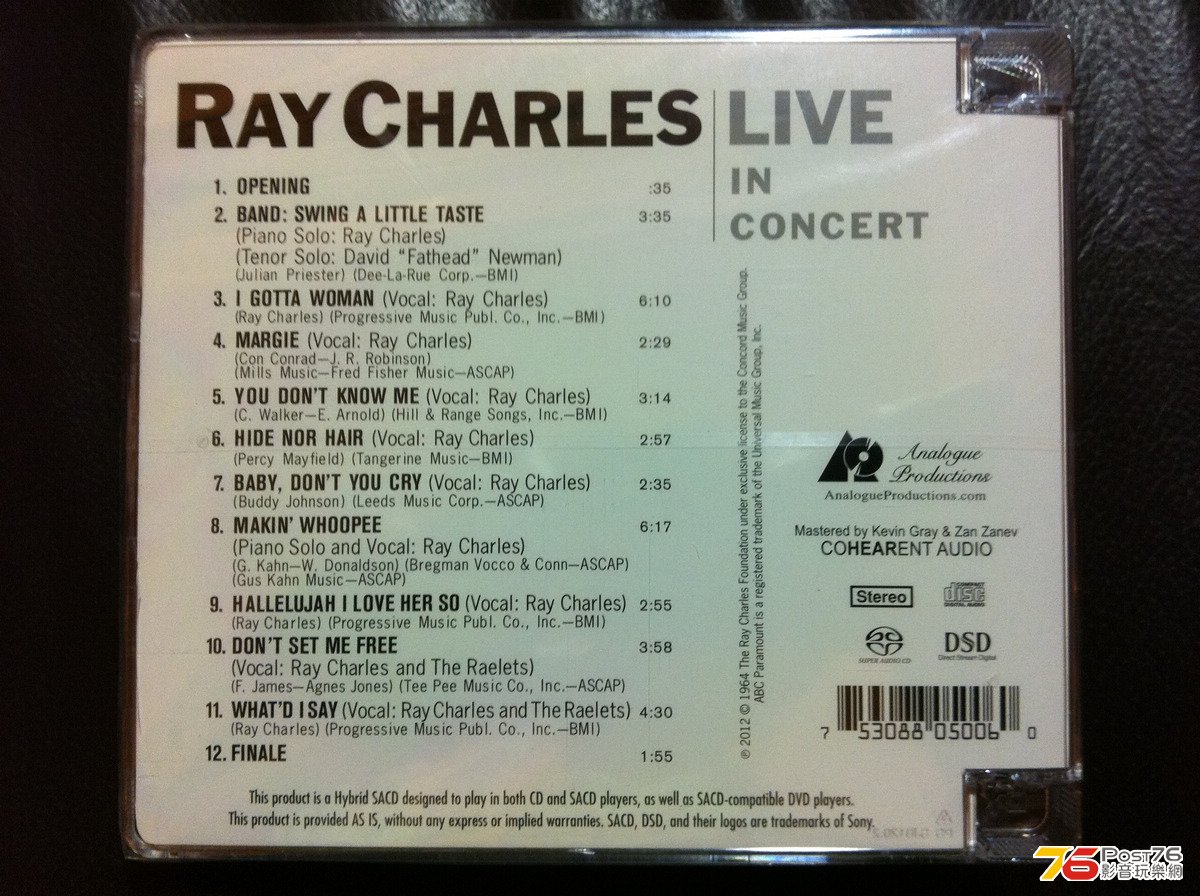 RAY CHARLES
LIVE
IN
CONCERT
1. OPENING :35
2. BAND: SWING A LITTLE TASTE 3:35
(Piano Solo: Ray Charles)
(Tenor Solo: David "Fathead" Newman)
(Julian Priester) (Dee-La-Rue Corp.—BMI)
3. I GOTTA WOMAN (Vocal: Ray Charles) 6:10
(Ray Charles) (Progressive Music Publ. Co., Inc.—BMI)
4. MARGIE (Vocal: Ray Charles) 2:29
(Con Conrad—J. R. Robinson)
(Mills Music—Fred Fisher Music—ASCAP)
5. YOU DON'T KNOW ME (Vocal: Ray Charles) 3:14
(C. Walker—E. Arnold) (Hill & Range Songs, Inc.—BMI)
6. HIDE NOR HAIR (Vocal: Ray Charles) 2:57
(Percy Mayfield) (Tangerine Music—BMI)
7. BABY, DON'T YOU CRY (Vocal: Ray Charles) 2:35
(Buddy Johnson) (Leeds Music Corp.—ASCAP)
8. MAKIN' WHOOPEE 6:17
(Piano Solo and Vocal: Ray Charles)
(G. Kahn—W. Donaldson) (Bregman Vocco & Conn—ASCAP)
(Gus Kahn Music—ASCAP)
9. HALLELUJAH I LOVE HER SO (Vocal: Ray Charles) 2:55
(Ray Charles) (Progressive Music Publ. Co., Inc.—BMI)
10. DON'T SET ME FREE 3:58
(Vocal: Ray Charles and The Raelets)
(F. James—Agnes Jones) (Tee Pee Music Co., Inc.—ASCAP)
11. WHAT'D I SAY (Vocal: Ray Charles and The Raelets) 4:30
(Ray Charles) (Progressive Music Publ. Co., Inc.—BMI)
12. FINALE 1:55
℗ 2012 © 1964 The Ray Charles Foundation under exclusive license to the Concord Music Group.
ABC Paramount is a registered trademark of the Universal Music Group, Inc.
Analogue
Productions
AnalogueProductions.com
Mastered by Kevin Gray & Zan Zanev
COHEARENT AUDIO
Stereo
COMPACT
disc
DIGITAL AUDIO
SUPER AUDIO CD
DSD
Direct Stream Digital
7 53088 05006 0
This product is a Hybrid SACD designed to play in both CD and SACD players, as well as SACD-compatible DVD players.
This product is provided AS IS, without any express or implied warranties. SACD, DSD, and their logos are trademarks of Sony.
76 POST76
影音玩樂網